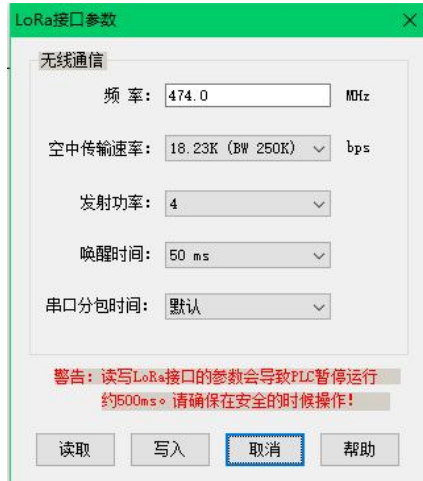 LoRa接口参数
无线通信
频 率: 474.0 MHz
空中传输速率: 18.23K (BW 250K) bps
发射功率: 4
唤醒时间: 50 ms
串口分包时间: 默认
警告: 读写LoRa接口的参数会导致PLC暂停运行
约500ms。请确保在安全的时候操作!
读取 写入 取消 帮助